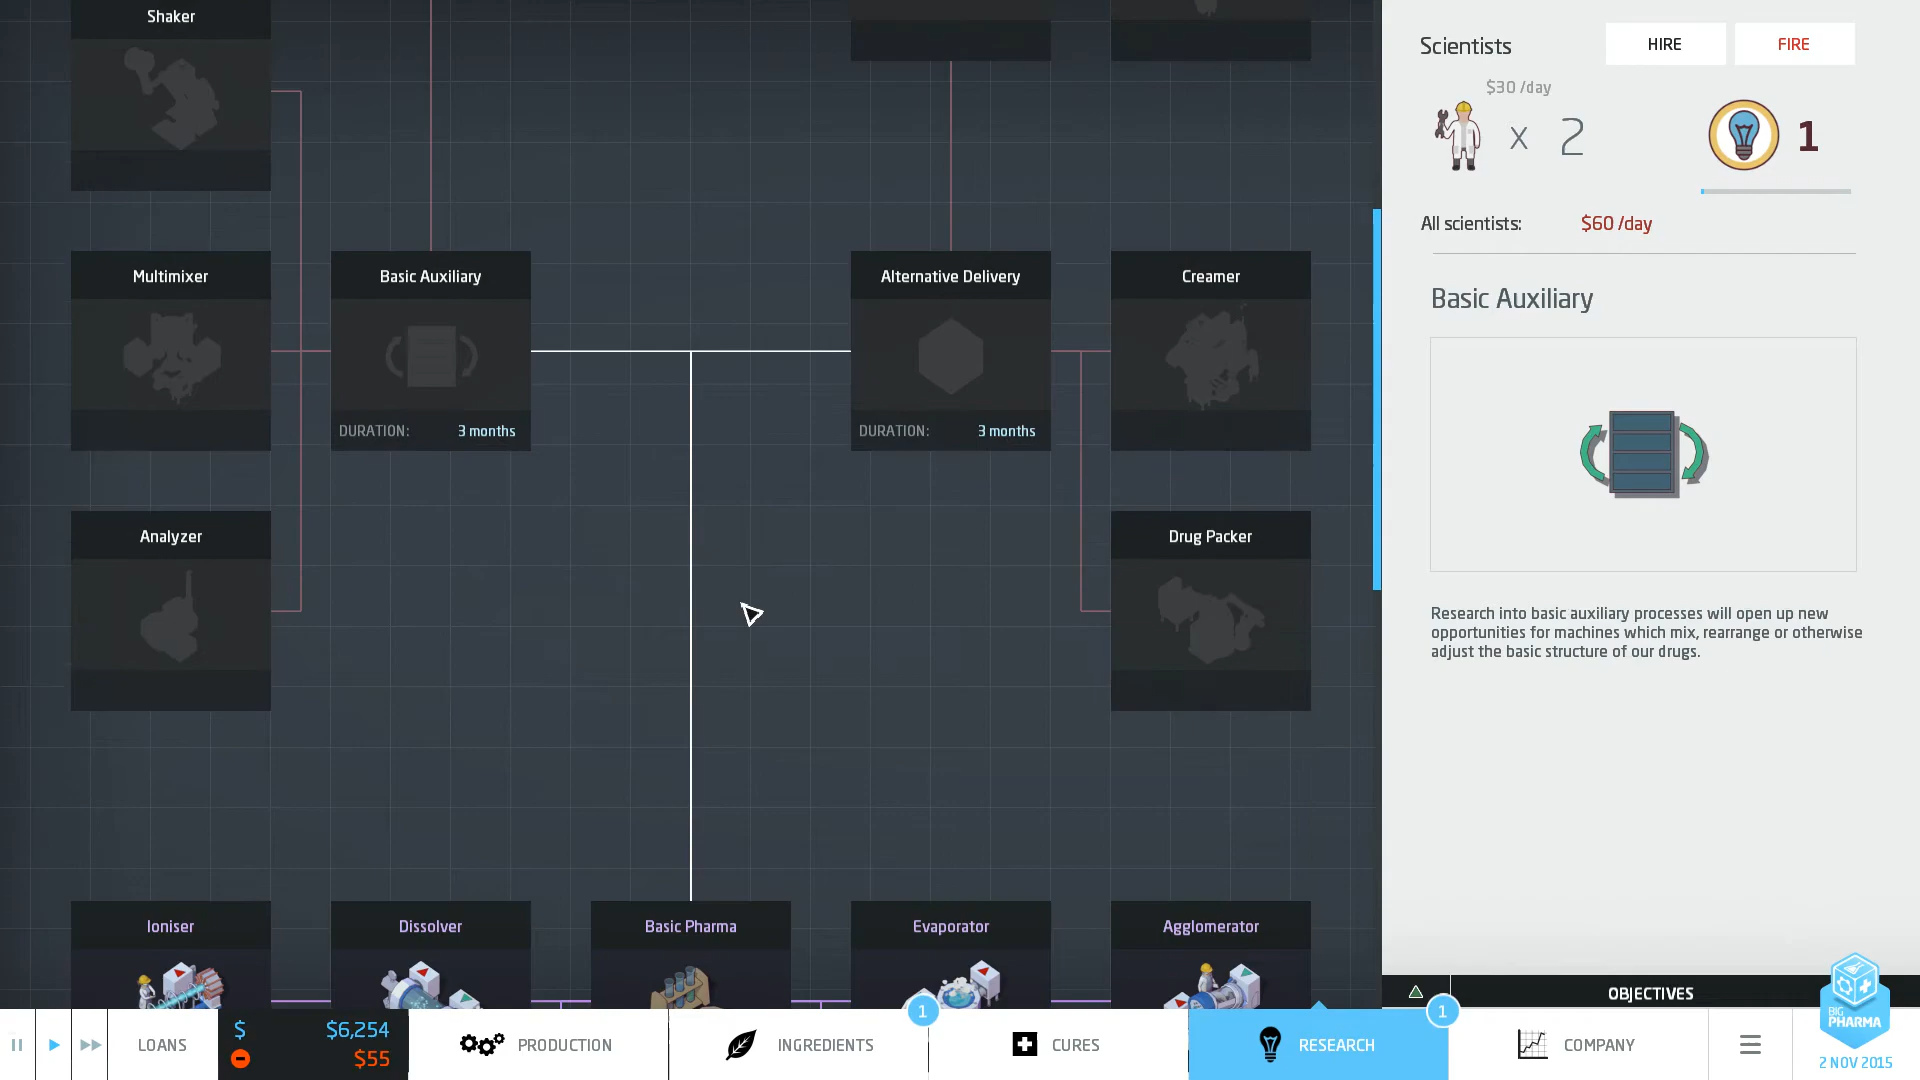 Shaker
Multimixer
Basic Auxiliary
DURATION: 3 months
Alternative Delivery
DURATION: 3 months
Creamer
Analyzer
Drug Packer
Ioniser
Dissolver
Basic Pharma
Evaporator
Agglomerator
Scientists
HIRE
FIRE
$30 /day
X 2
1
All scientists: $60 /day
Basic Auxiliary
Research into basic auxiliary processes will open up new
opportunities for machines which mix, rearrange or otherwise
adjust the basic structure of our drugs.
OBJECTIVES
LOANS
$ $6,254
$55
PRODUCTION
INGREDIENTS
1
CURES
RESEARCH
1
COMPANY
BIG
PHARMA
2 NOV 2015